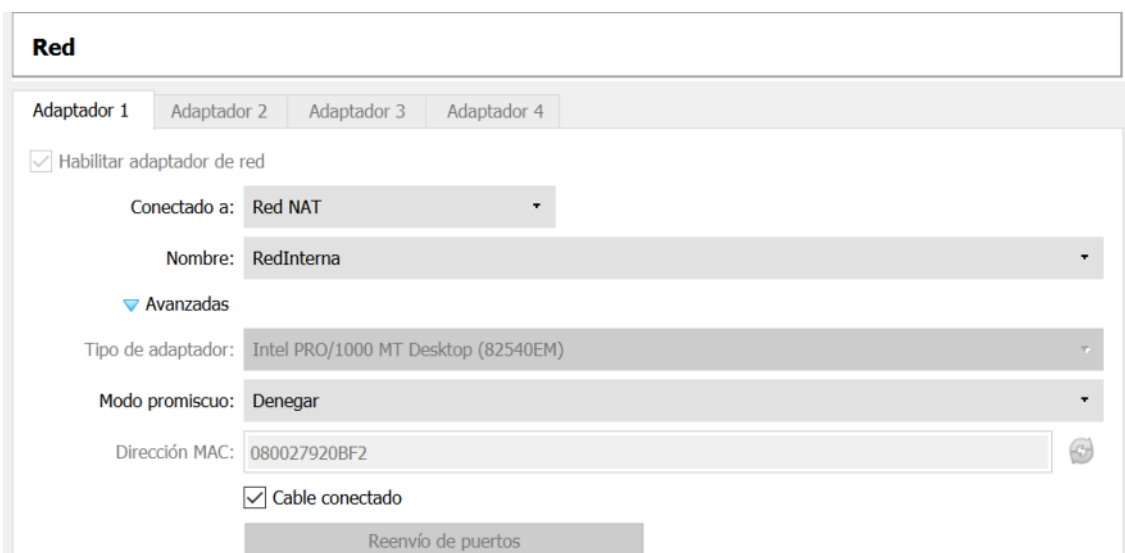 Red
Adaptador 1 Adaptador 2 Adaptador 3 Adaptador 4
Habilitar adaptador de red
Conectado a: Red NAT
Nombre: RedInterna
Avanzadas
Tipo de adaptador: Intel PRO/1000 MT Desktop (82540EM)
Modo promiscuo: Denegar
Dirección MAC: 080027920BF2
Cable conectado
Reenvío de puertos